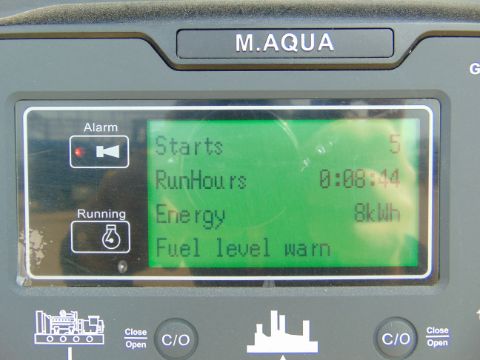 M.AQUA
G
Alarm
Starts 5
RunHours 0:08:44
Energy 8kWh
Fuel level warn
Running
Close
Open
C/O
C/O
Close
Open